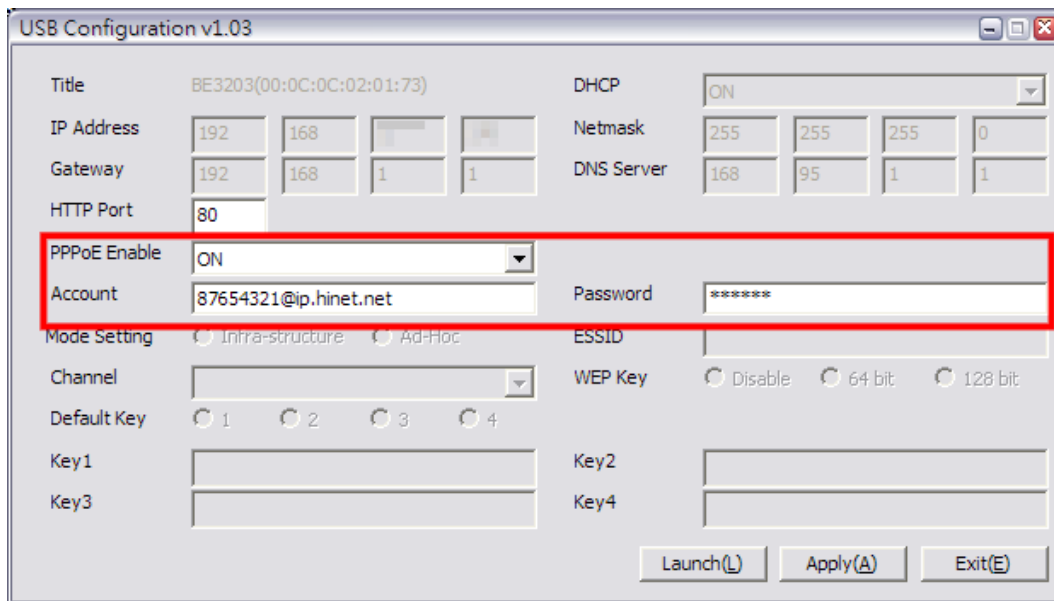 USB Configuration v1.03
Title BE3203(00:0C:0C:02:01:73) DHCP ON
IP Address 192 168 Netmask 255 255 255 0
Gateway 192 168 1 1 DNS Server 168 95 1 1
HTTP Port 80
PPPoE Enable ON
Account 87654321@ip.hinet.net Password ******
Mode Setting Infra-structure Ad-Hoc ESSID
Channel WEP Key Disable 64 bit 128 bit
Default Key 1 2 3 4
Key1 Key2
Key3 Key4
Launch(L) Apply(A) Exit(E)